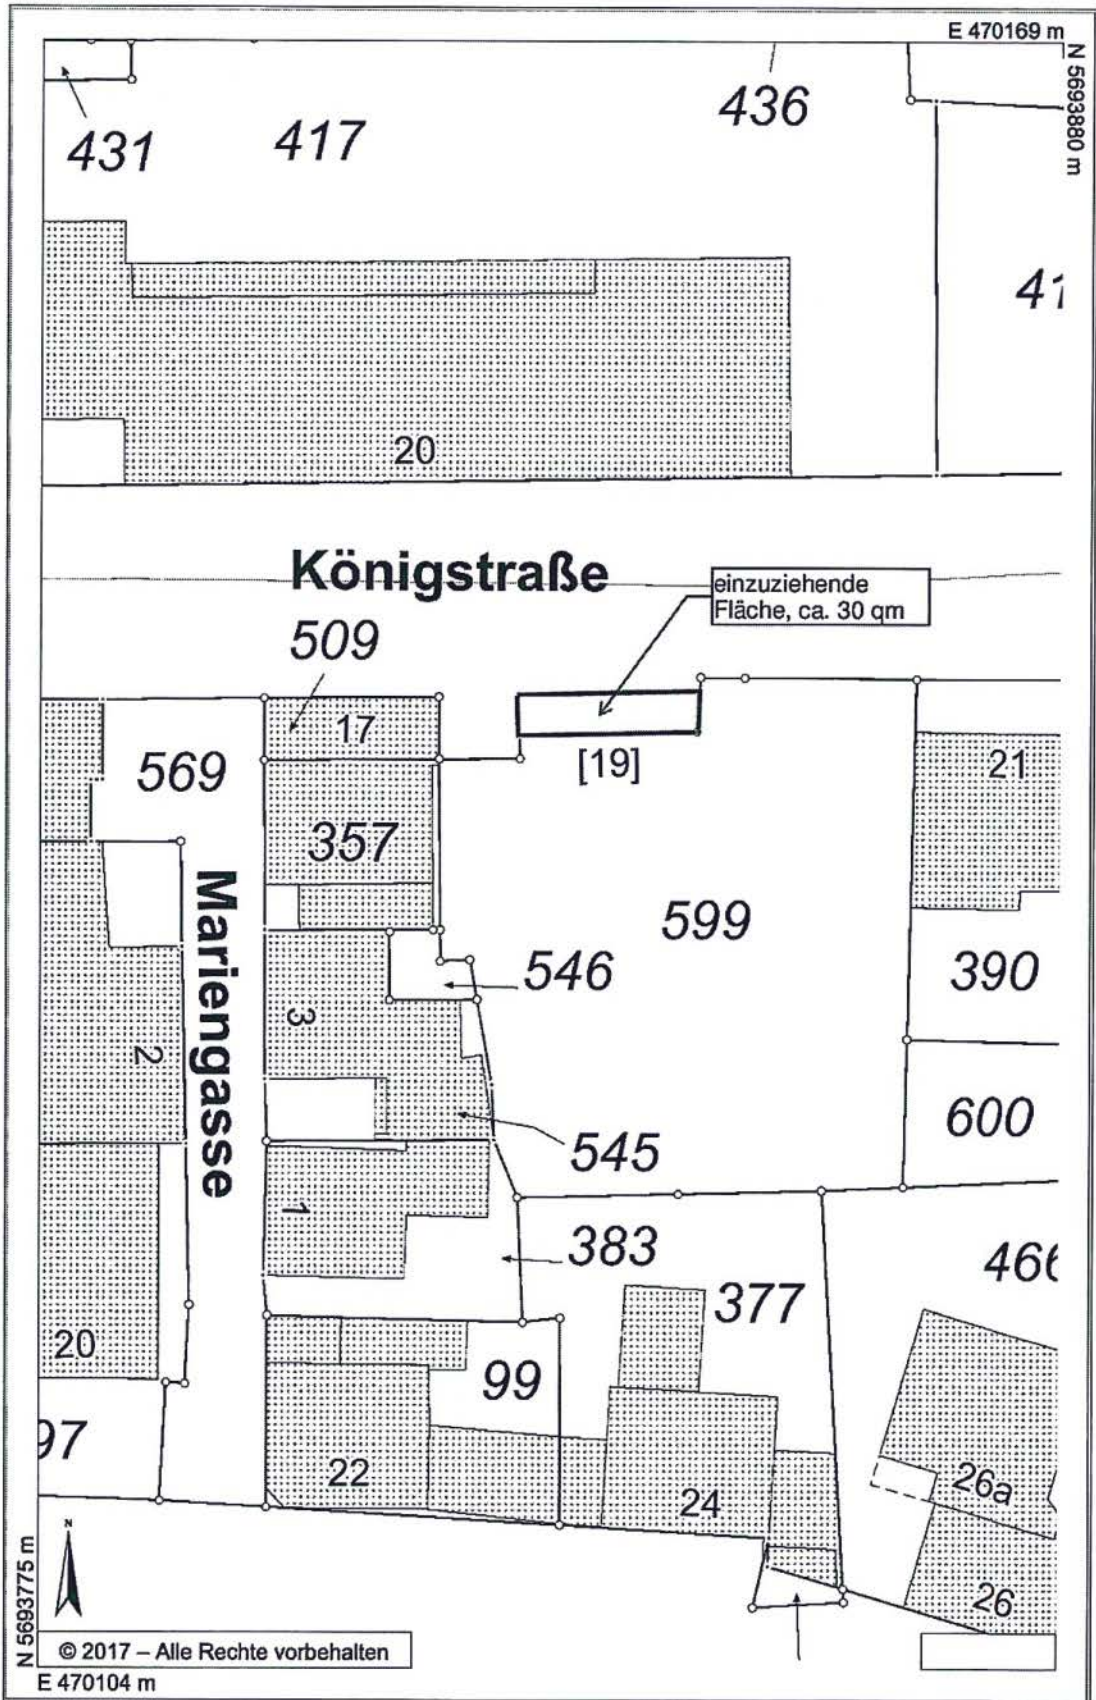 E 470169 m
N 5693880 m
431
417
436
41
20
Königstraße
einzuziehende
Fläche, ca. 30 qm
509
17
[19]
569
21
357
Mariengasse
599
546
390
3
2
600
545
1
383
466
377
20
99
97
22
24
26a
26
N
N 5693775 m
© 2017 – Alle Rechte vorbehalten
E 470104 m